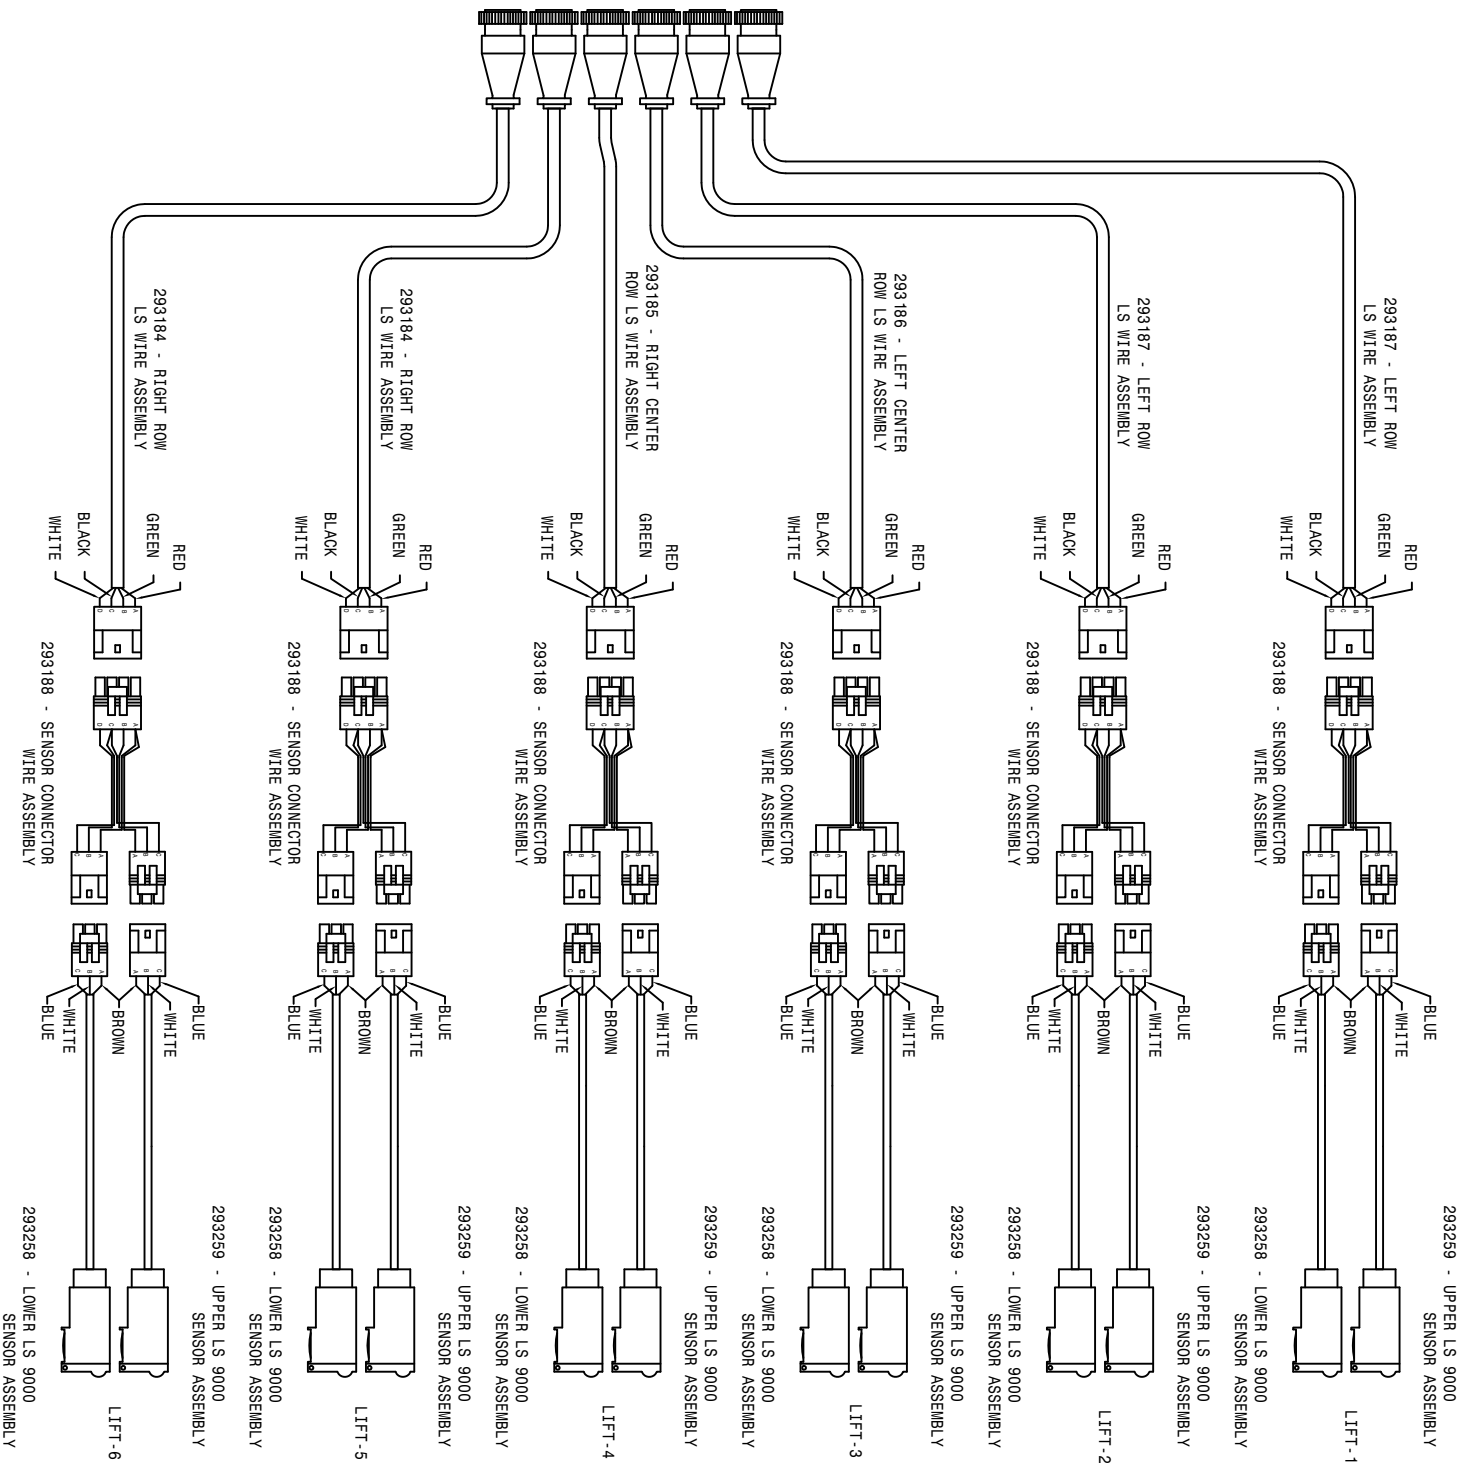 293259 - UPPER LS 9000
SENSOR ASSEMBLY
293187 - LEFT ROW
LS WIRE ASSEMBLY
RED
GREEN
BLACK
WHITE
A
B
C
D
293188 - SENSOR CONNECTOR
WIRE ASSEMBLY
A
B
C
D
C
B
A
A
B
C
C
B
A
A
B
C
BLUE
WHITE
BROWN
WHITE
BLUE
LIFT-1
293258 - LOWER LS 9000
SENSOR ASSEMBLY
293259 - UPPER LS 9000
SENSOR ASSEMBLY
293187 - LEFT ROW
LS WIRE ASSEMBLY
RED
GREEN
BLACK
WHITE
A
B
C
D
293188 - SENSOR CONNECTOR
WIRE ASSEMBLY
A
B
C
D
C
B
A
A
B
C
C
B
A
A
B
C
BLUE
WHITE
BROWN
WHITE
BLUE
LIFT-2
293258 - LOWER LS 9000
SENSOR ASSEMBLY
293259 - UPPER LS 9000
SENSOR ASSEMBLY
293186 - LEFT CENTER
ROW LS WIRE ASSEMBLY
RED
GREEN
BLACK
WHITE
A
B
C
D
293188 - SENSOR CONNECTOR
WIRE ASSEMBLY
A
B
C
D
C
B
A
A
B
C
C
B
A
A
B
C
BLUE
WHITE
BROWN
WHITE
BLUE
LIFT-3
293258 - LOWER LS 9000
SENSOR ASSEMBLY
293259 - UPPER LS 9000
SENSOR ASSEMBLY
293185 - RIGHT CENTER
ROW LS WIRE ASSEMBLY
RED
GREEN
BLACK
WHITE
A
B
C
D
293188 - SENSOR CONNECTOR
WIRE ASSEMBLY
A
B
C
D
C
B
A
A
B
C
C
B
A
A
B
C
BLUE
WHITE
BROWN
WHITE
BLUE
LIFT-4
293258 - LOWER LS 9000
SENSOR ASSEMBLY
293259 - UPPER LS 9000
SENSOR ASSEMBLY
293184 - RIGHT ROW
LS WIRE ASSEMBLY
RED
GREEN
BLACK
WHITE
A
B
C
D
293188 - SENSOR CONNECTOR
WIRE ASSEMBLY
A
B
C
D
C
B
A
A
B
C
C
B
A
A
B
C
BLUE
WHITE
BROWN
WHITE
BLUE
LIFT-5
293258 - LOWER LS 9000
SENSOR ASSEMBLY
293259 - UPPER LS 9000
SENSOR ASSEMBLY
293184 - RIGHT ROW
LS WIRE ASSEMBLY
RED
GREEN
BLACK
WHITE
A
B
C
D
293188 - SENSOR CONNECTOR
WIRE ASSEMBLY
A
B
C
D
C
B
A
A
B
C
C
B
A
A
B
C
BLUE
WHITE
BROWN
WHITE
BLUE
LIFT-6
293258 - LOWER LS 9000
SENSOR ASSEMBLY